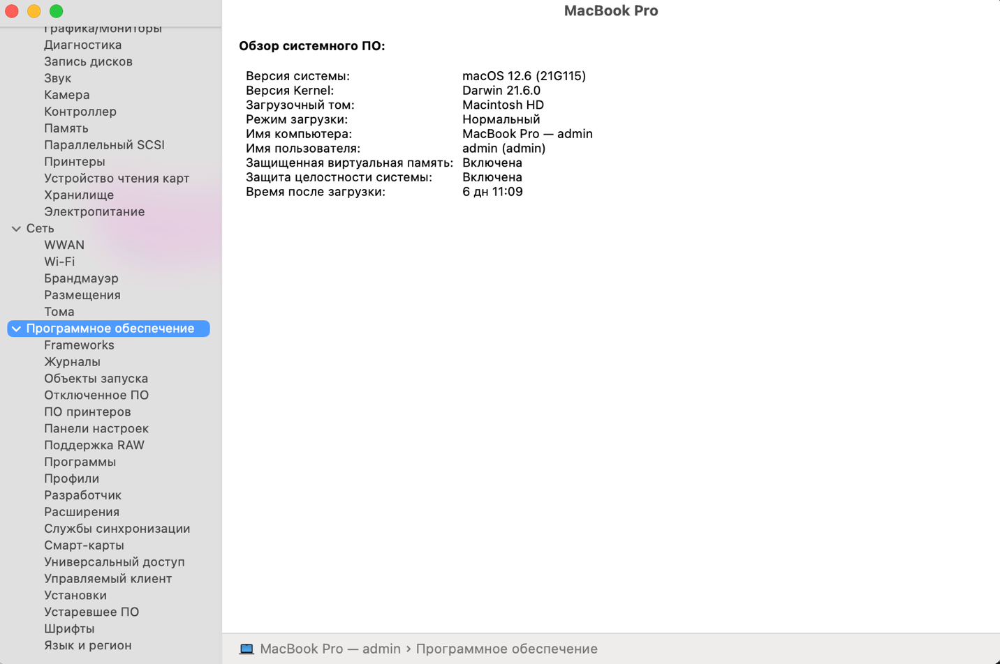 MacBook Pro
Графика/Мониторы
Диагностика
Запись дисков
Звук
Камера
Контроллер
Память
Параллельный SCSI
Принтеры
Устройство чтения карт
Хранилище
Электропитание
Сеть
WWAN
Wi-Fi
Брандмауэр
Размещения
Тома
Программное обеспечение
Frameworks
Журналы
Объекты запуска
Отключенное ПО
ПО принтеров
Панели настроек
Поддержка RAW
Программы
Профили
Разработчик
Расширения
Службы синхронизации
Смарт-карты
Универсальный доступ
Управляемый клиент
Установки
Устаревшее ПО
Шрифты
Язык и регион
Обзор системного ПО:
Версия системы: macOS 12.6 (21G115)
Версия Kernel: Darwin 21.6.0
Загрузочный том: Macintosh HD
Режим загрузки: Нормальный
Имя компьютера: MacBook Pro — admin
Имя пользователя: admin (admin)
Защищенная виртуальная память: Включена
Защита целостности системы: Включена
Время после загрузки: 6 дн 11:09
MacBook Pro — admin › Программное обеспечение